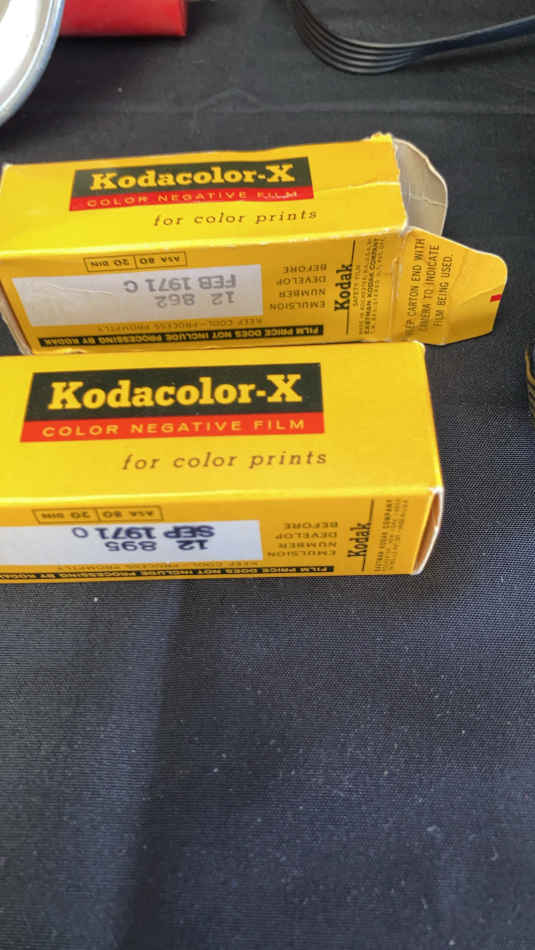 Kodacolor-X
COLOR NEGATIVE FILM
for color prints
ASA 80 20 DIN
EMULSION
NUMBER
DEVELOP
BEFORE
12 862
FEB 1971 C
KEEP COOL-PROCESS PROMPTLY
FILM PRICE DOES NOT INCLUDE PROCESSING BY KODAK
Kodak
SAFETY FILM
EASTMAN KODAK COMPANY
KEEP CARTON END WITH
CAMERA TO INDICATE
FILM BEING USED.
Kodacolor-X
COLOR NEGATIVE FILM
for color prints
ASA 80 20 DIN
EMULSION
NUMBER
DEVELOP
BEFORE
12 895
SEP 1971 O
KEEP COOL-PROCESS PROMPTLY
FILM PRICE DOES NOT INCLUDE PROCESSING BY KODAK
Kodak
EASTMAN KODAK COMPANY